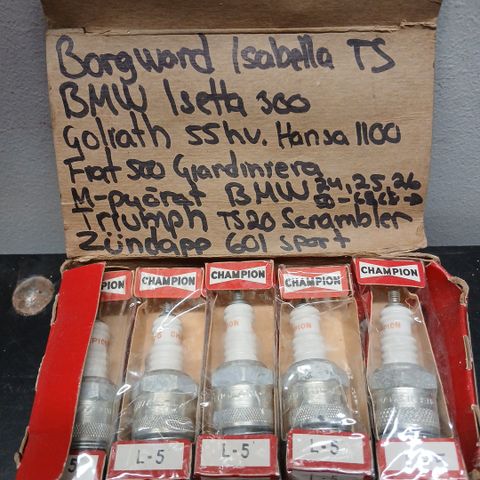 Borgward Isabella TS
BMW Isetta 300
Goliath 55hv. Hansa 1100
Fiat 500 Giardiniera
M-pyörät BMW 24, 25, 26
Triumph TS20 Scrambler
Zündapp 601 Sport
CHAMPION CHAMPION CHAMPION CHAMPION
L-5 L-5 L-5